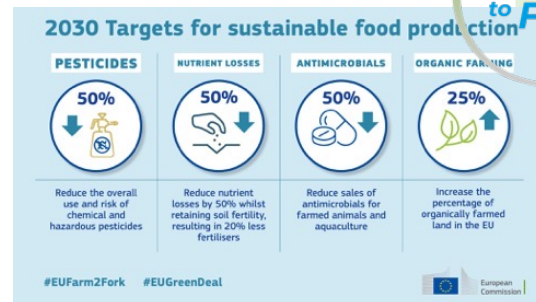 to F
2030 Targets for sustainable food production
PESTICIDES
50%
Reduce the overall
use and risk of
chemical and
hazardous pesticides
NUTRIENT LOSSES
50%
Reduce nutrient
losses by 50% whilst
retaining soil fertility,
resulting in 20% less
fertilisers
ANTIMICROBIALS
50%
Reduce sales of
antimicrobials for
farmed animals and
aquaculture
ORGANIC FARMING
25%
Increase the
percentage of
organically farmed
land in the EU
#EUFarm2Fork #EUGreenDeal
European
Commission